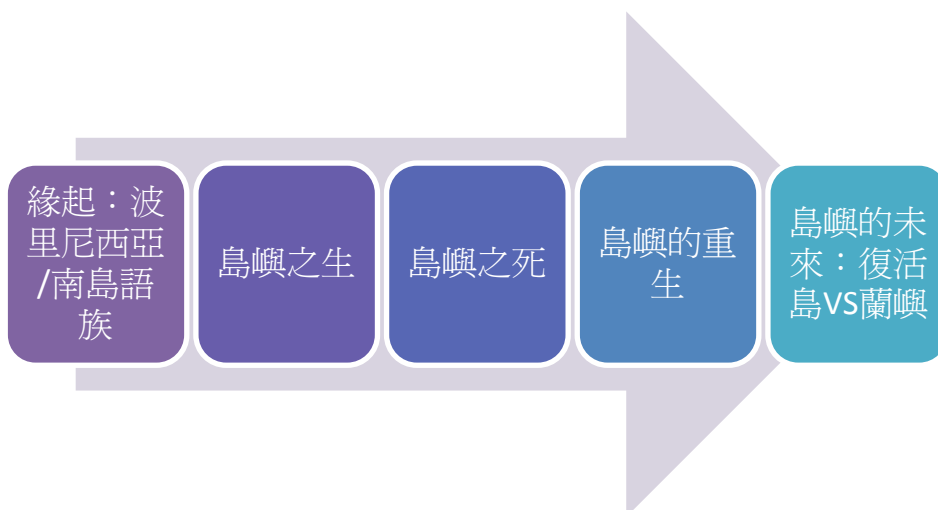 緣起：波
里尼西亞
/南島語
族
島嶼之生
島嶼之死
島嶼的重
生
島嶼的未
來：復活
島VS蘭嶼